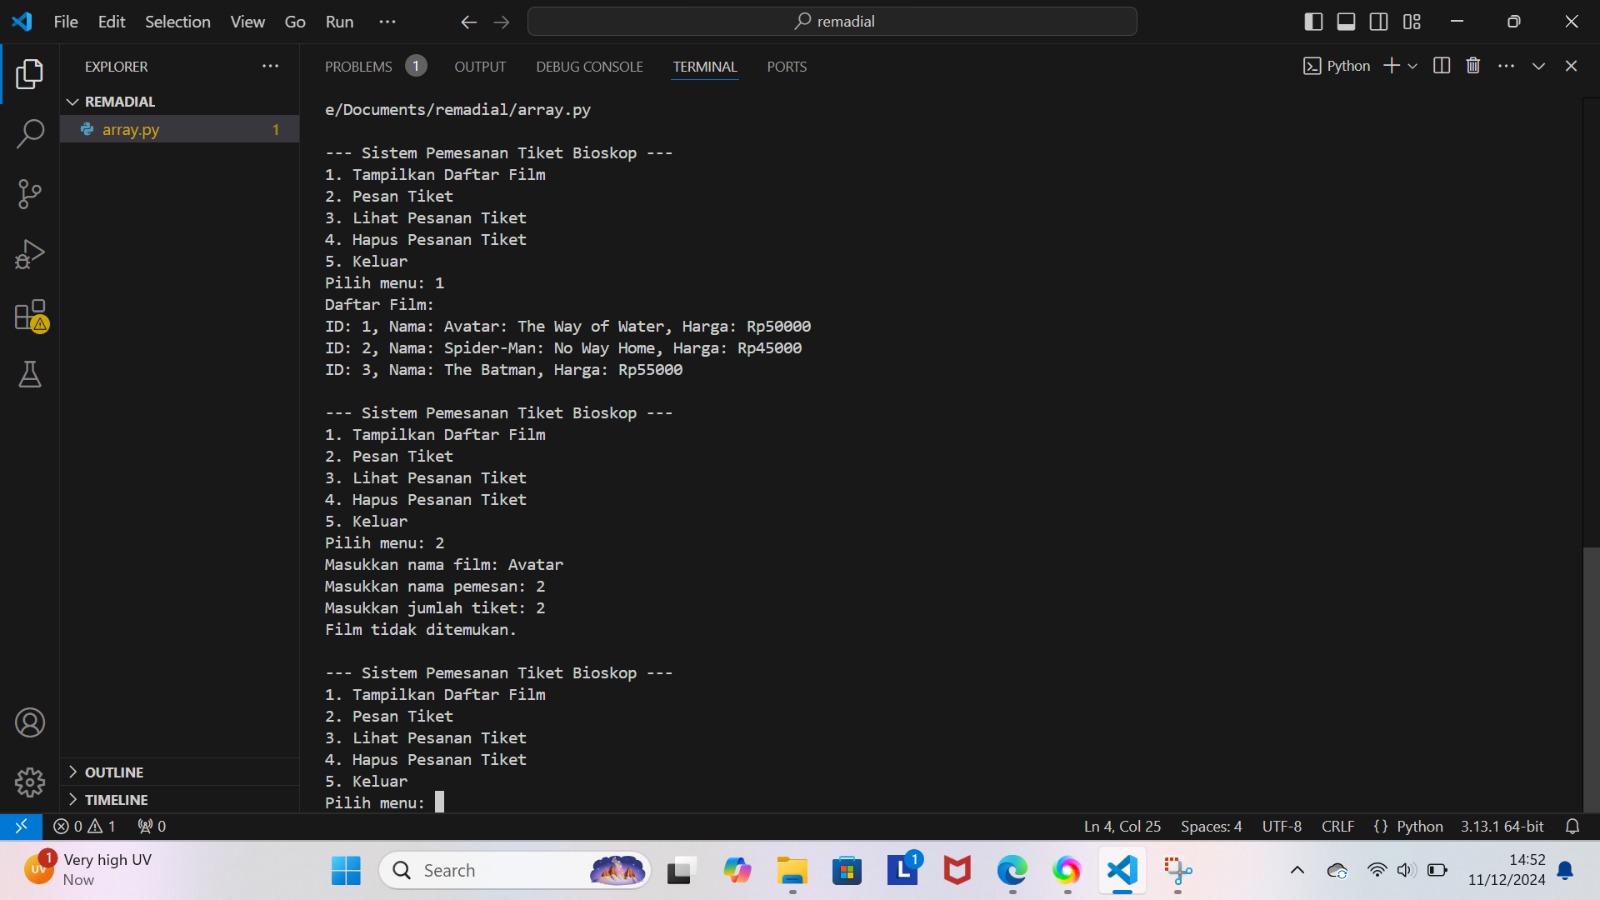 File Edit Selection View Go Run ··· remadial
EXPLORER ···
REMADIAL
array.py 1
OUTLINE
TIMELINE
PROBLEMS 1 OUTPUT DEBUG CONSOLE TERMINAL PORTS
Python
e/Documents/remadial/array.py
--- Sistem Pemesanan Tiket Bioskop ---
1. Tampilkan Daftar Film
2. Pesan Tiket
3. Lihat Pesanan Tiket
4. Hapus Pesanan Tiket
5. Keluar
Pilih menu: 1
Daftar Film:
ID: 1, Nama: Avatar: The Way of Water, Harga: Rp50000
ID: 2, Nama: Spider-Man: No Way Home, Harga: Rp45000
ID: 3, Nama: The Batman, Harga: Rp55000
--- Sistem Pemesanan Tiket Bioskop ---
1. Tampilkan Daftar Film
2. Pesan Tiket
3. Lihat Pesanan Tiket
4. Hapus Pesanan Tiket
5. Keluar
Pilih menu: 2
Masukkan nama film: Avatar
Masukkan nama pemesan: 2
Masukkan jumlah tiket: 2
Film tidak ditemukan.
--- Sistem Pemesanan Tiket Bioskop ---
1. Tampilkan Daftar Film
2. Pesan Tiket
3. Lihat Pesanan Tiket
4. Hapus Pesanan Tiket
5. Keluar
Pilih menu:
0 1 0 Ln 4, Col 25 Spaces: 4 UTF-8 CRLF {} Python 3.13.1 64-bit
UV 1 Very high UV
Now
Search
L 1
14:52
11/12/2024